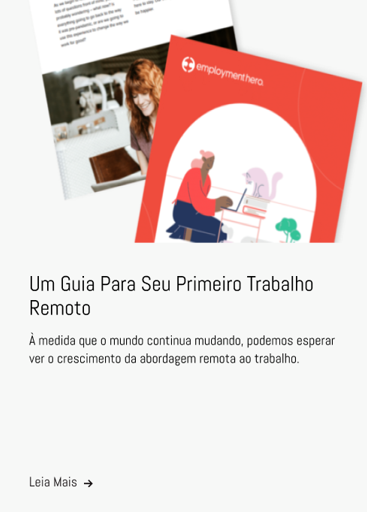 employmenthero.
Um Guia Para Seu Primeiro Trabalho
Remoto
À medida que o mundo continua mudando, podemos esperar
ver o crescimento da abordagem remota ao trabalho.
Leia Mais →